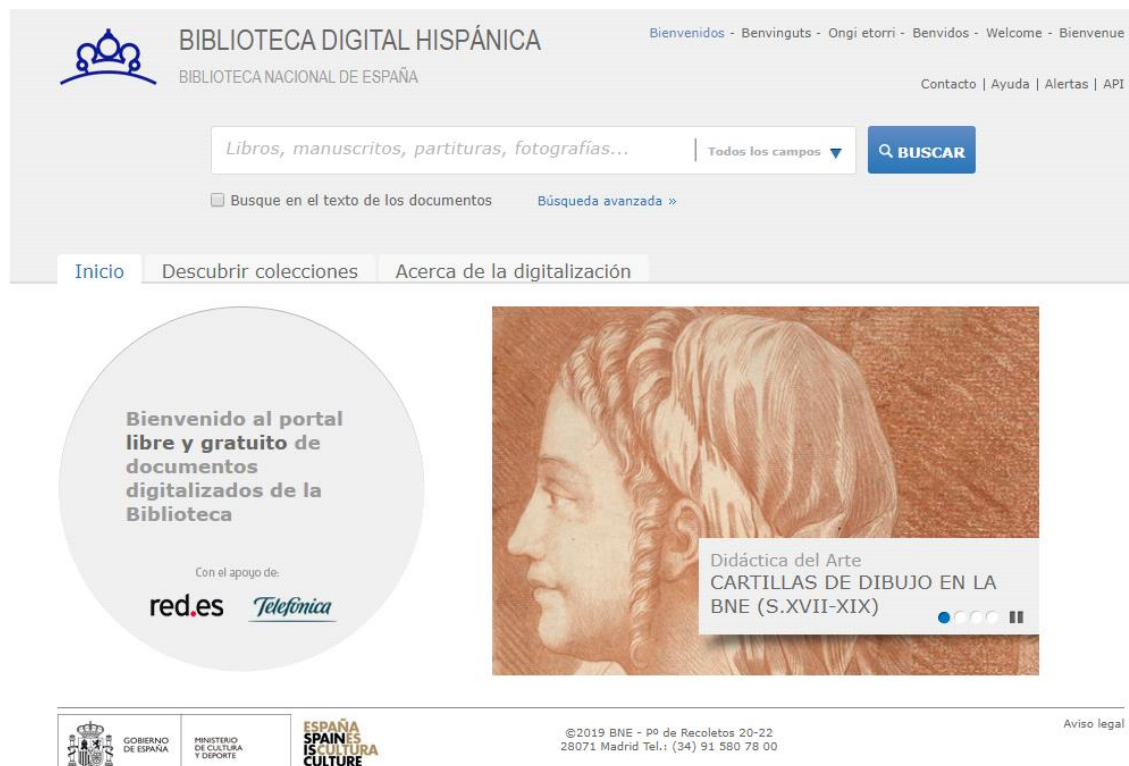 BIBLIOTECA DIGITAL HISPÁNICA
BIBLIOTECA NACIONAL DE ESPAÑA
Bienvenidos - Benvinguts - Ongi etorri - Benvidos - Welcome - Bienvenue
Contacto | Ayuda | Alertas | API
Libros, manuscritos, partituras, fotografías...
Todos los campos
BUSCAR
Busque en el texto de los documentos
Búsqueda avanzada »
Inicio
Descubrir colecciones
Acerca de la digitalización
Bienvenido al portal
libre y gratuito de
documentos
digitalizados de la
Biblioteca
Con el apoyo de:
red.es
Telefónica
Didáctica del Arte
CARTILLAS DE DIBUJO EN LA
BNE (S.XVII-XIX)
GOBIERNO
DE ESPAÑA
MINISTERIO
DE CULTURA
Y DEPORTE
ESPAÑA
SPAINES
ISCULTURA
CULTURE
©2019 BNE - Pº de Recoletos 20-22
28071 Madrid Tel.: (34) 91 580 78 00
Aviso legal